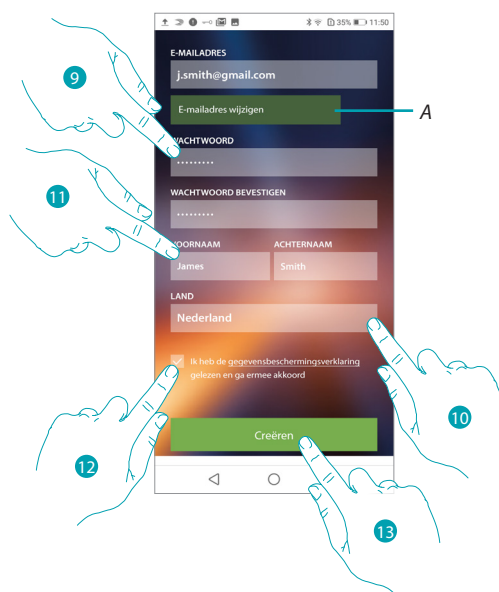 35% 11:50
E-MAILADRES
j.smith@gmail.com
9
E-mailadres wijzigen
A
WACHTWOORD
.........
11
WACHTWOORD BEVESTIGEN
.........
VOORNAAM ACHTERNAAM
James Smith
LAND
Nederland
Ik heb de gegevensbeschermingsverklaring
gelezen en ga ermee akkoord
10
Creëren
12
13